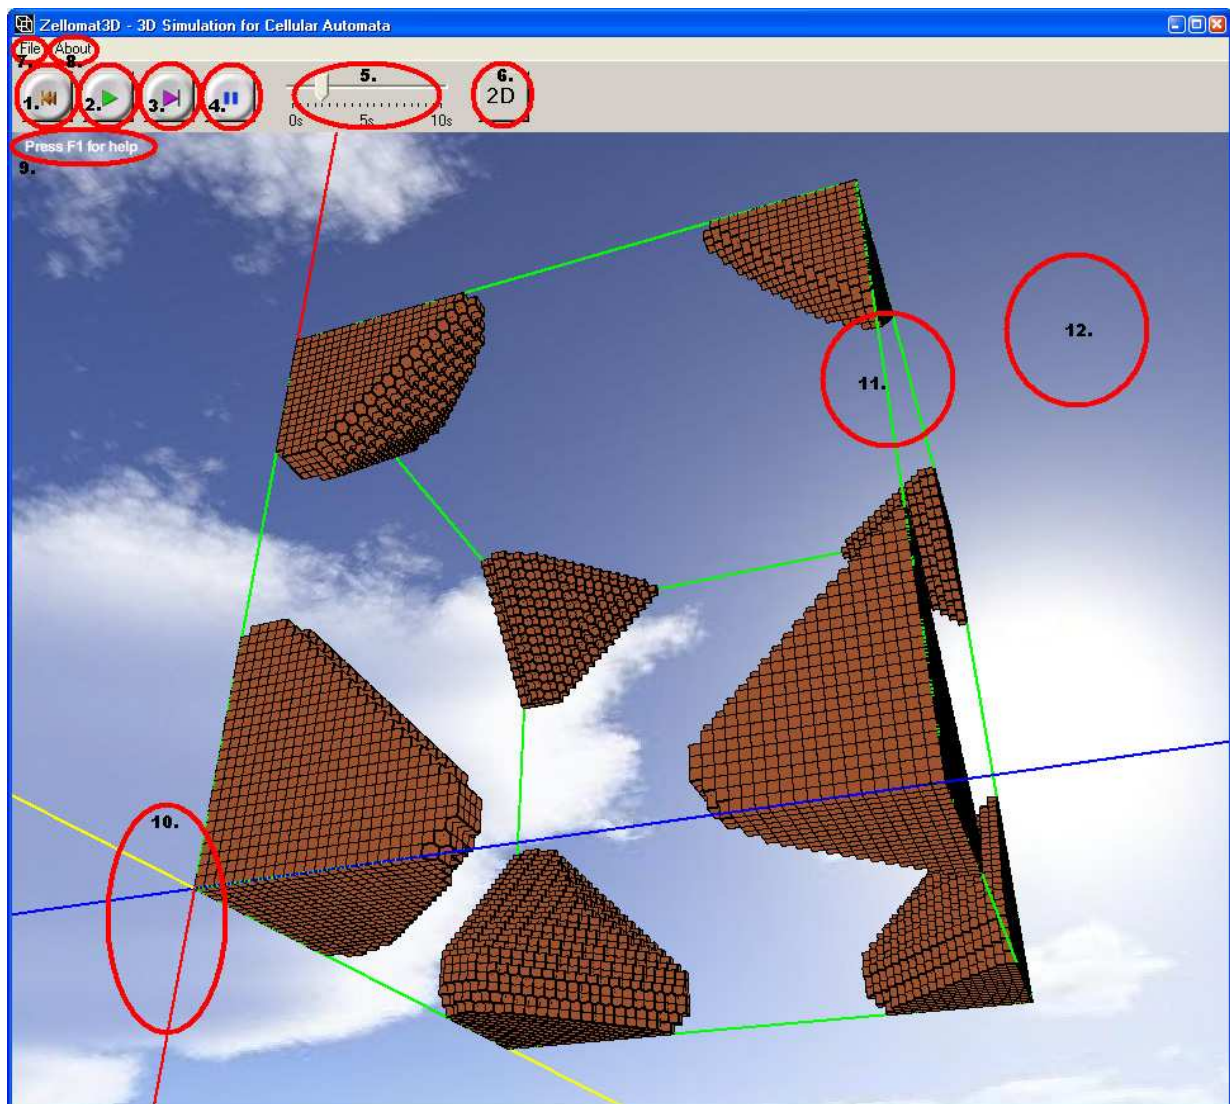 Zellomat3D - 3D Simulation for Cellular Automata
File About
7. 8.
1. 2. 3. 4. 5. 6.
2D
0s 5s 10s
Press F1 for help
9.
12.
11.
10.